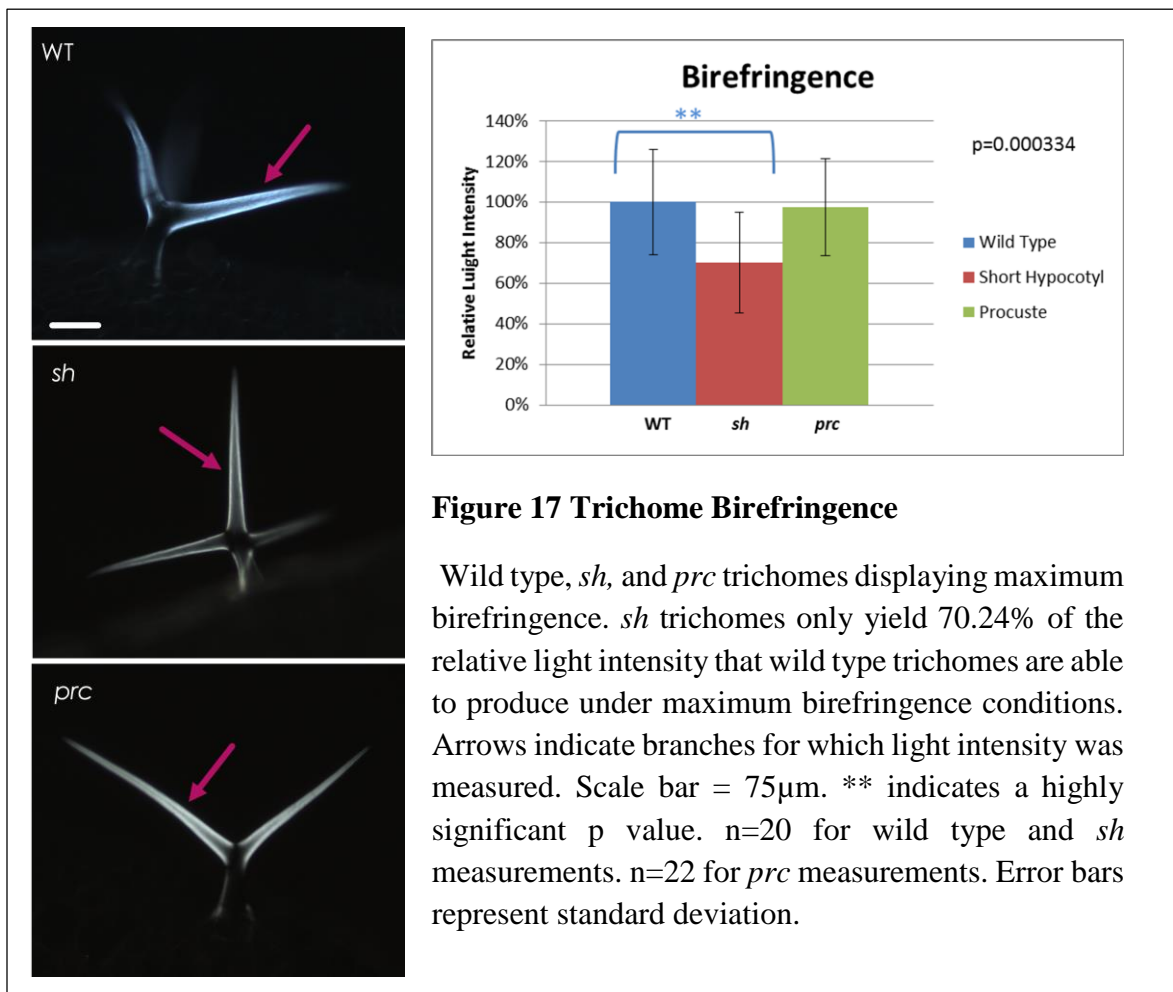 WT
sh
prc
Birefringence
**
p=0.000334
140%
120%
100%
80%
60%
40%
20%
0%
Relative Luight Intensity
WT sh prc
Wild Type
Short Hypocotyl
Procuste
Figure 17 Trichome Birefringence
Wild type, sh, and prc trichomes displaying maximum
birefringence. sh trichomes only yield 70.24% of the
relative light intensity that wild type trichomes are able
to produce under maximum birefringence conditions.
Arrows indicate branches for which light intensity was
measured. Scale bar = 75µm. ** indicates a highly
significant p value. n=20 for wild type and sh
measurements. n=22 for prc measurements. Error bars
represent standard deviation.